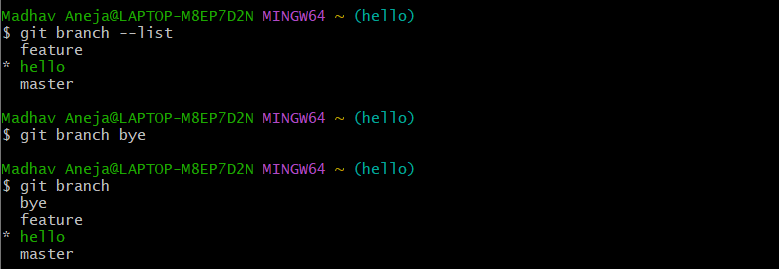 Madhav Aneja@LAPTOP-M8EP7D2N MINGW64 ~ (hello)
$ git branch --list
  feature
* hello
  master
Madhav Aneja@LAPTOP-M8EP7D2N MINGW64 ~ (hello)
$ git branch bye
Madhav Aneja@LAPTOP-M8EP7D2N MINGW64 ~ (hello)
$ git branch
  bye
  feature
* hello
  master